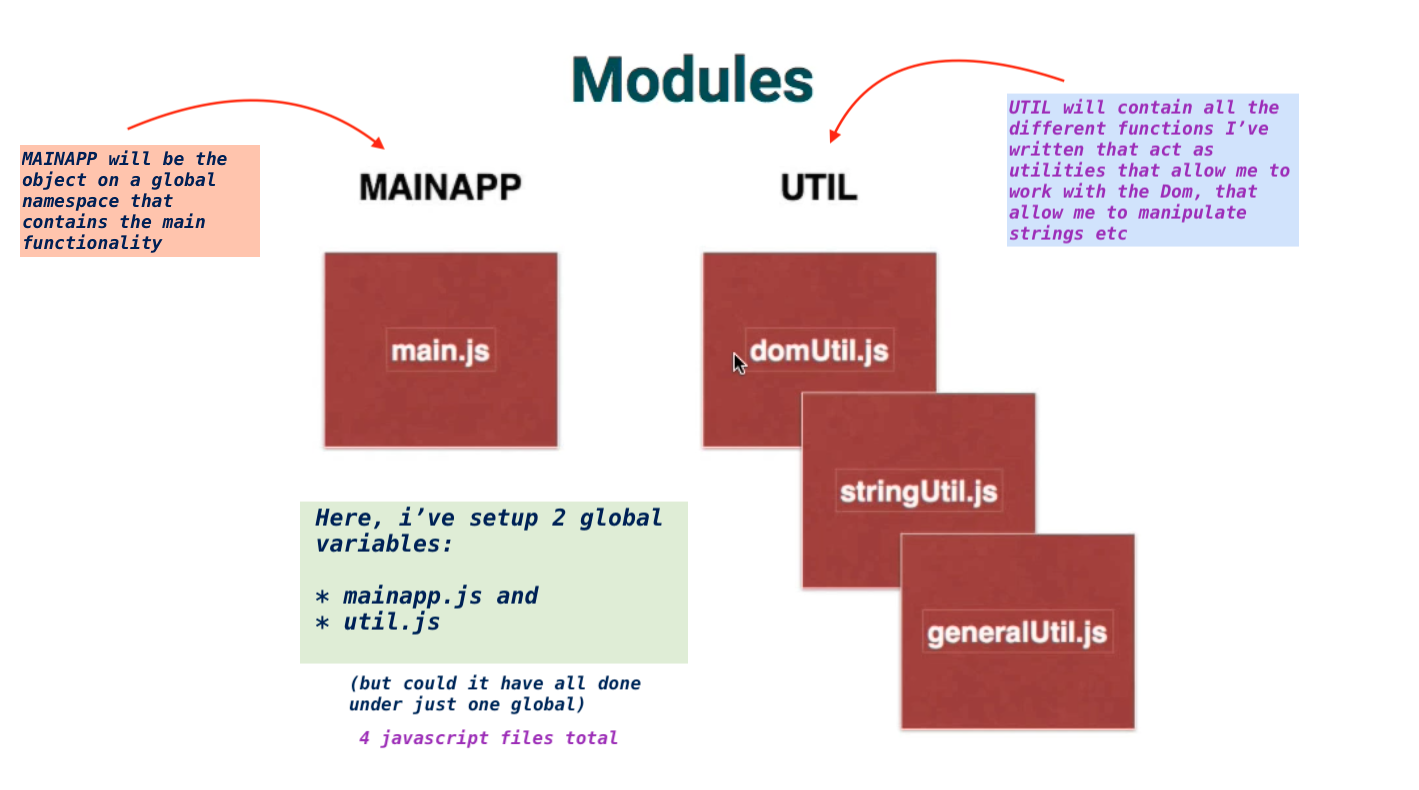 Modules
MAINAPP will be the
object on a global
namespace that
contains the main
functionality
UTIL will contain all the
different functions I’ve
written that act as
utilities that allow me to
work with the Dom, that
allow me to manipulate
strings etc
MAINAPP
UTIL
main.js
domUtil.js
stringUtil.js
generalUtil.js
Here, i’ve setup 2 global
variables:
* mainapp.js and
* util.js
(but could it have all done
under just one global)
4 javascript files total